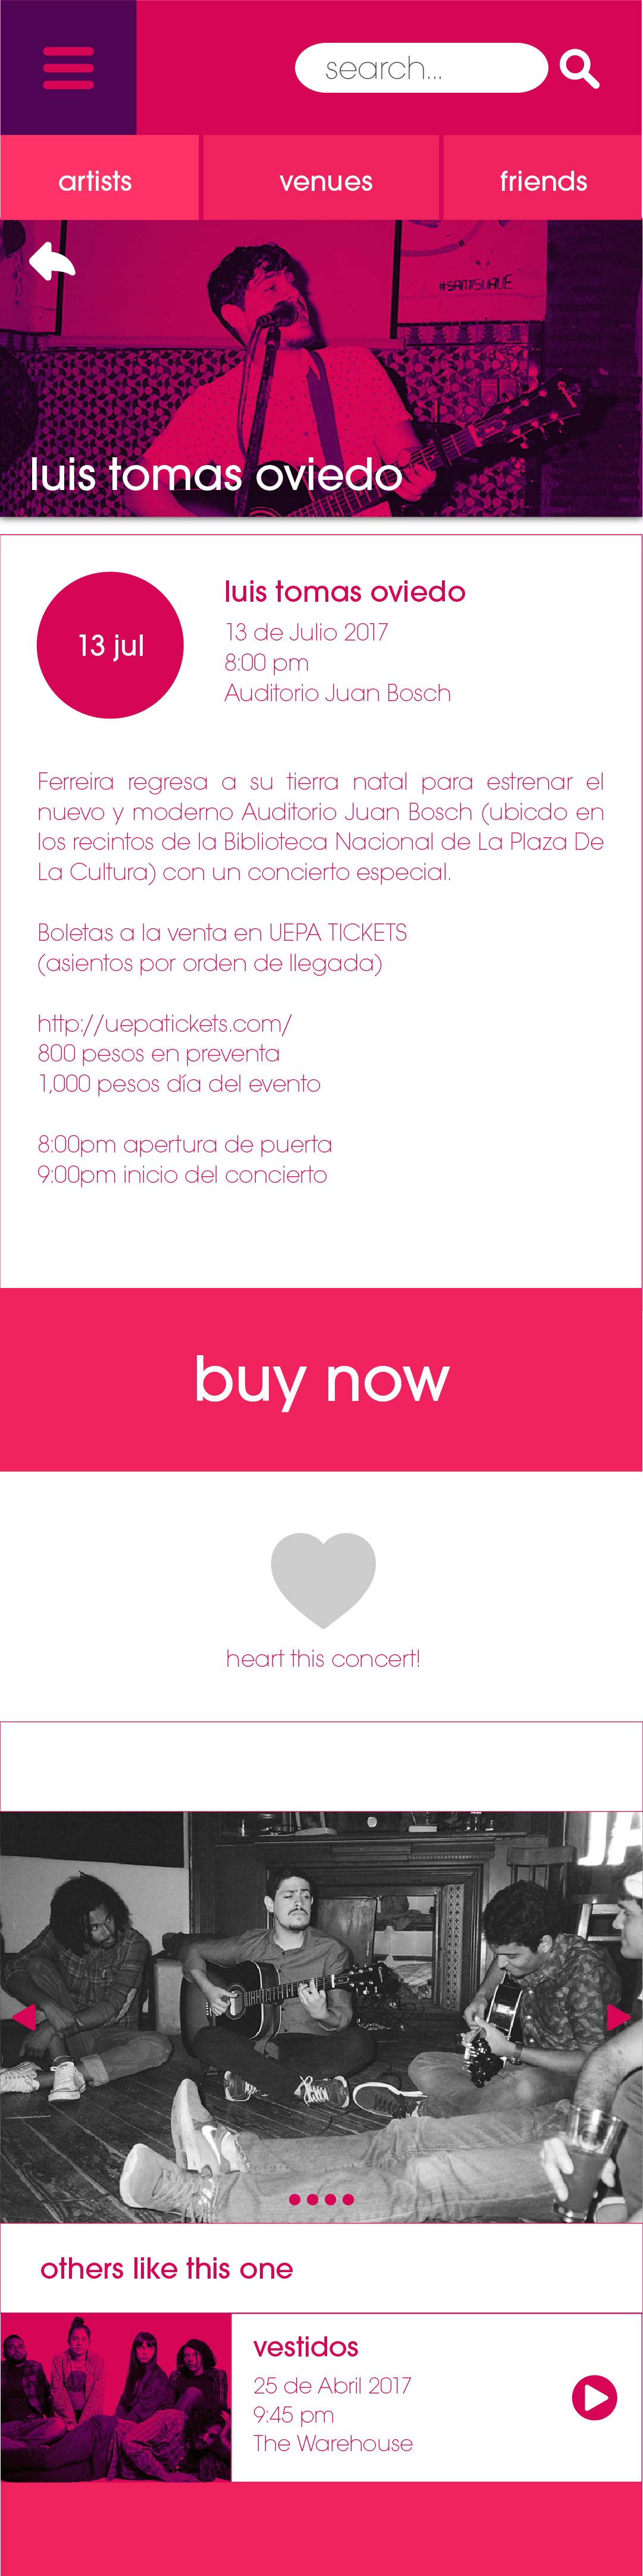 search...
artists
venues
friends
#SAMTISUAVE
luis tomas oviedo
13 jul
luis tomas oviedo
13 de Julio 2017
8:00 pm
Auditorio Juan Bosch
Ferreira regresa a su tierra natal para estrenar el
nuevo y moderno Auditorio Juan Bosch (ubicdo en
los recintos de la Biblioteca Nacional de La Plaza De
La Cultura) con un concierto especial.
Boletas a la venta en UEPA TICKETS
(asientos por orden de llegada)
http://uepatickets.com/
800 pesos en preventa
1,000 pesos día del evento
8:00pm apertura de puerta
9:00pm inicio del concierto
buy now
heart this concert!
others like this one
vestidos
25 de Abril 2017
9:45 pm
The Warehouse